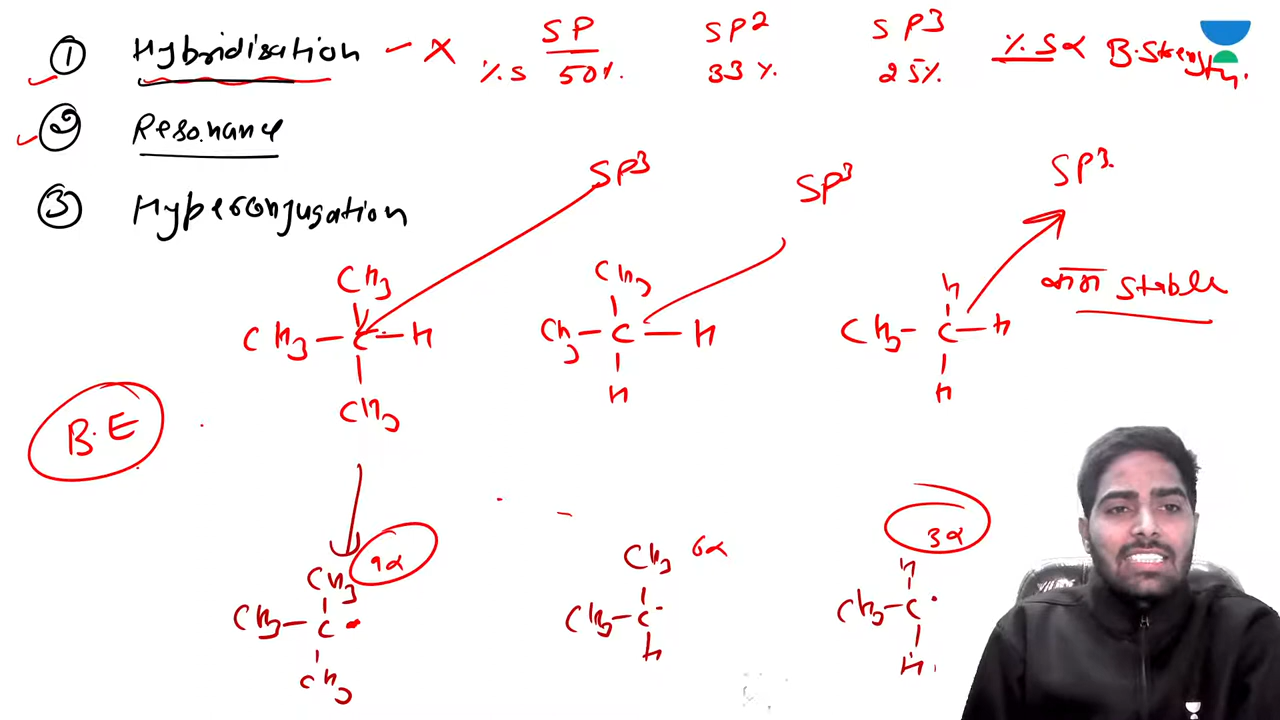 ① Hybridisation - X
SP SP2 SP3
%S 50% 33% 25%
%S ∝ B.Strength.
② Resonance
③ Hyperconjugation
SP3 SP3 SP3.
CH3 CH3 H
CH3 - C - H CH3 - C - H CH3 - C - H
CH3 H H
stable
B.E
9α 6α 3α
CH3 CH3 H
CH3 - C • CH3 - C • CH3 - C •
CH3 H H